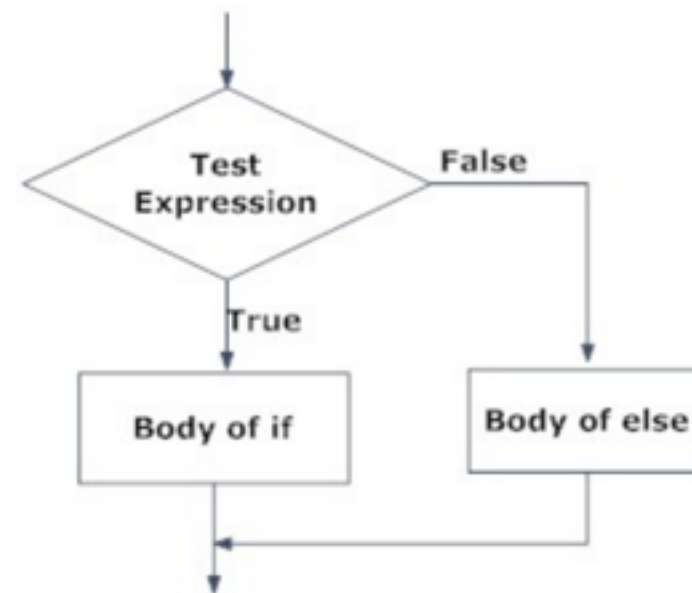 Test
Expression
False
True
Body of if
Body of else